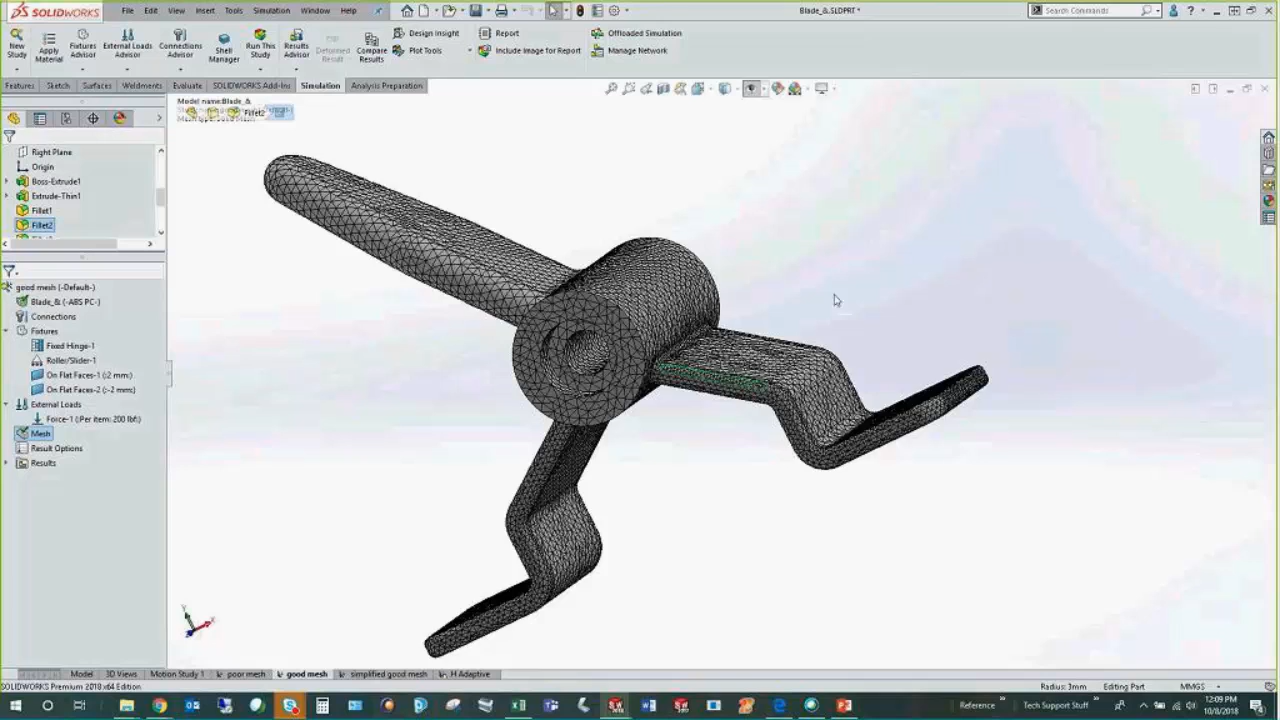 SOLIDWORKS File Edit View Insert Tools Simulation Window Help Blade_&.SLDPRT * Search Commands
New Study Apply Material Fixtures Advisor External Loads Advisor Connections Advisor Shell Manager Run This Study Results Advisor Deformed Result Compare Results
Design Insight Report Offloaded Simulation
Plot Tools Include Image for Report Manage Network
Features Sketch Surfaces Weldments Evaluate SOLIDWORKS Add-Ins Simulation Analysis Preparation
Model name:Blade_&
Fillet2
Right Plane
Origin
Boss-Extrude1
Extrude-Thin1
Fillet1
Fillet2
good mesh (-Default-)
Blade_& (-ABS PC-)
Connections
Fixtures
Fixed Hinge-1
Roller/Slider-1
On Flat Faces-1 (:2 mm:)
On Flat Faces-2 (:-2 mm:)
External Loads
Force-1 (:Per item: 200 lbf:)
Mesh
Result Options
Results
Y
X
Model 3D Views Motion Study 1 poor mesh good mesh simplified good mesh H Adaptive
SOLIDWORKS Premium 2018 x64 Edition Radius: 3mm Editing Part MMGS
Reference Tech Support Stuff 12:09 PM
10/8/2018